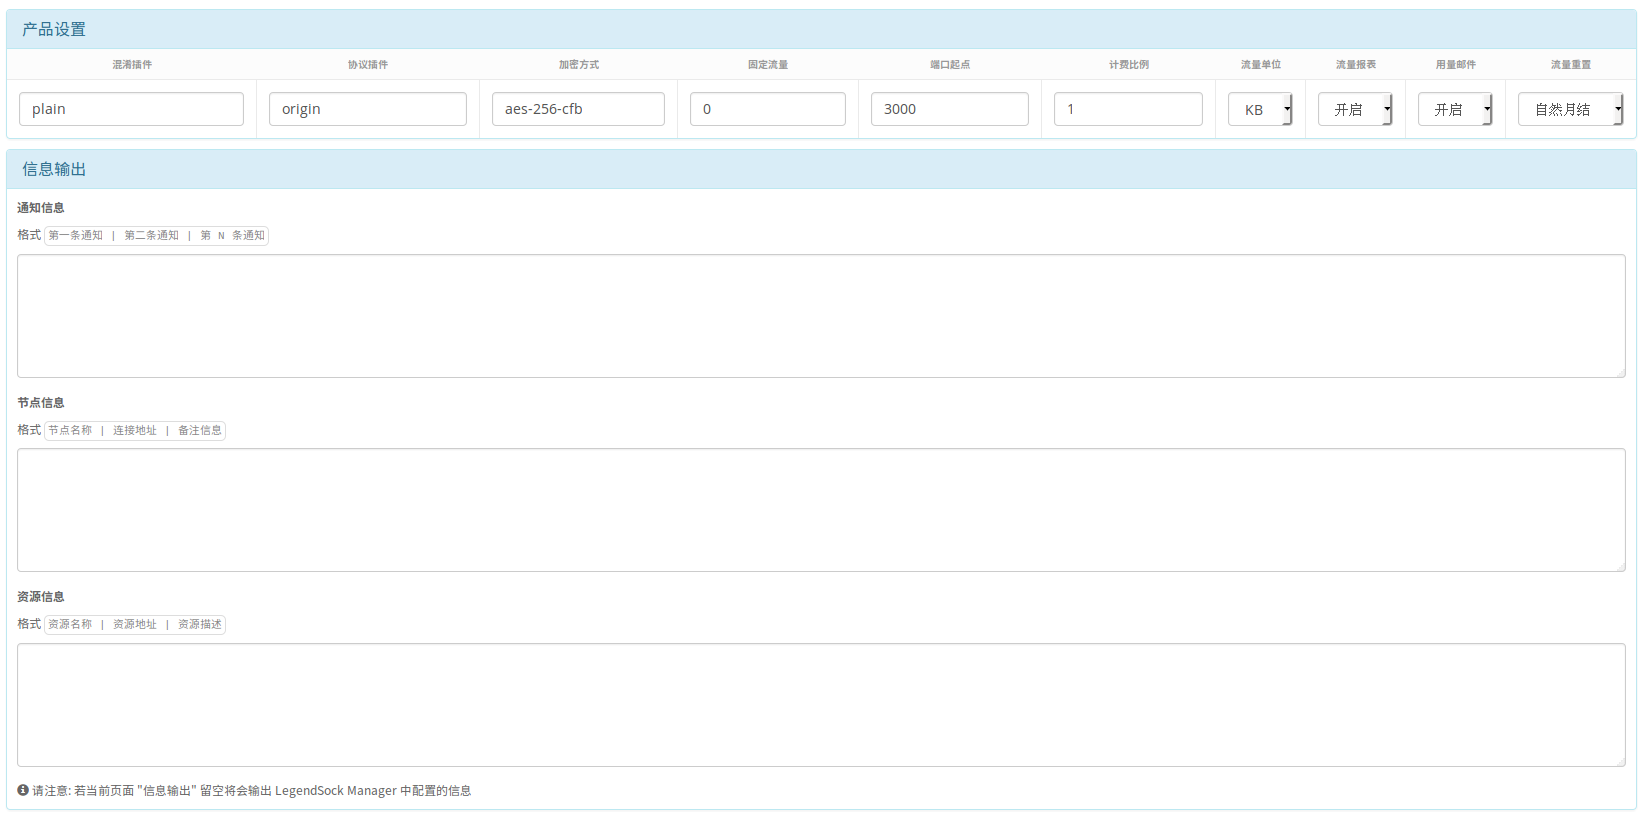 产品设置
混淆插件 协议插件 加密方式 固定流量 端口起点 计费比例 流量单位 流量报表 用量邮件 流量重置
plain origin aes-256-cfb 0 3000 1 KB 开启 开启 自然月结
信息输出
通知信息
格式 第一条通知 | 第二条通知 | 第 N 条通知
节点信息
格式 节点名称 | 连接地址 | 备注信息
资源信息
格式 资源名称 | 资源地址 | 资源描述
请注意: 若当前页面 "信息输出" 留空将会输出 LegendSock Manager 中配置的信息